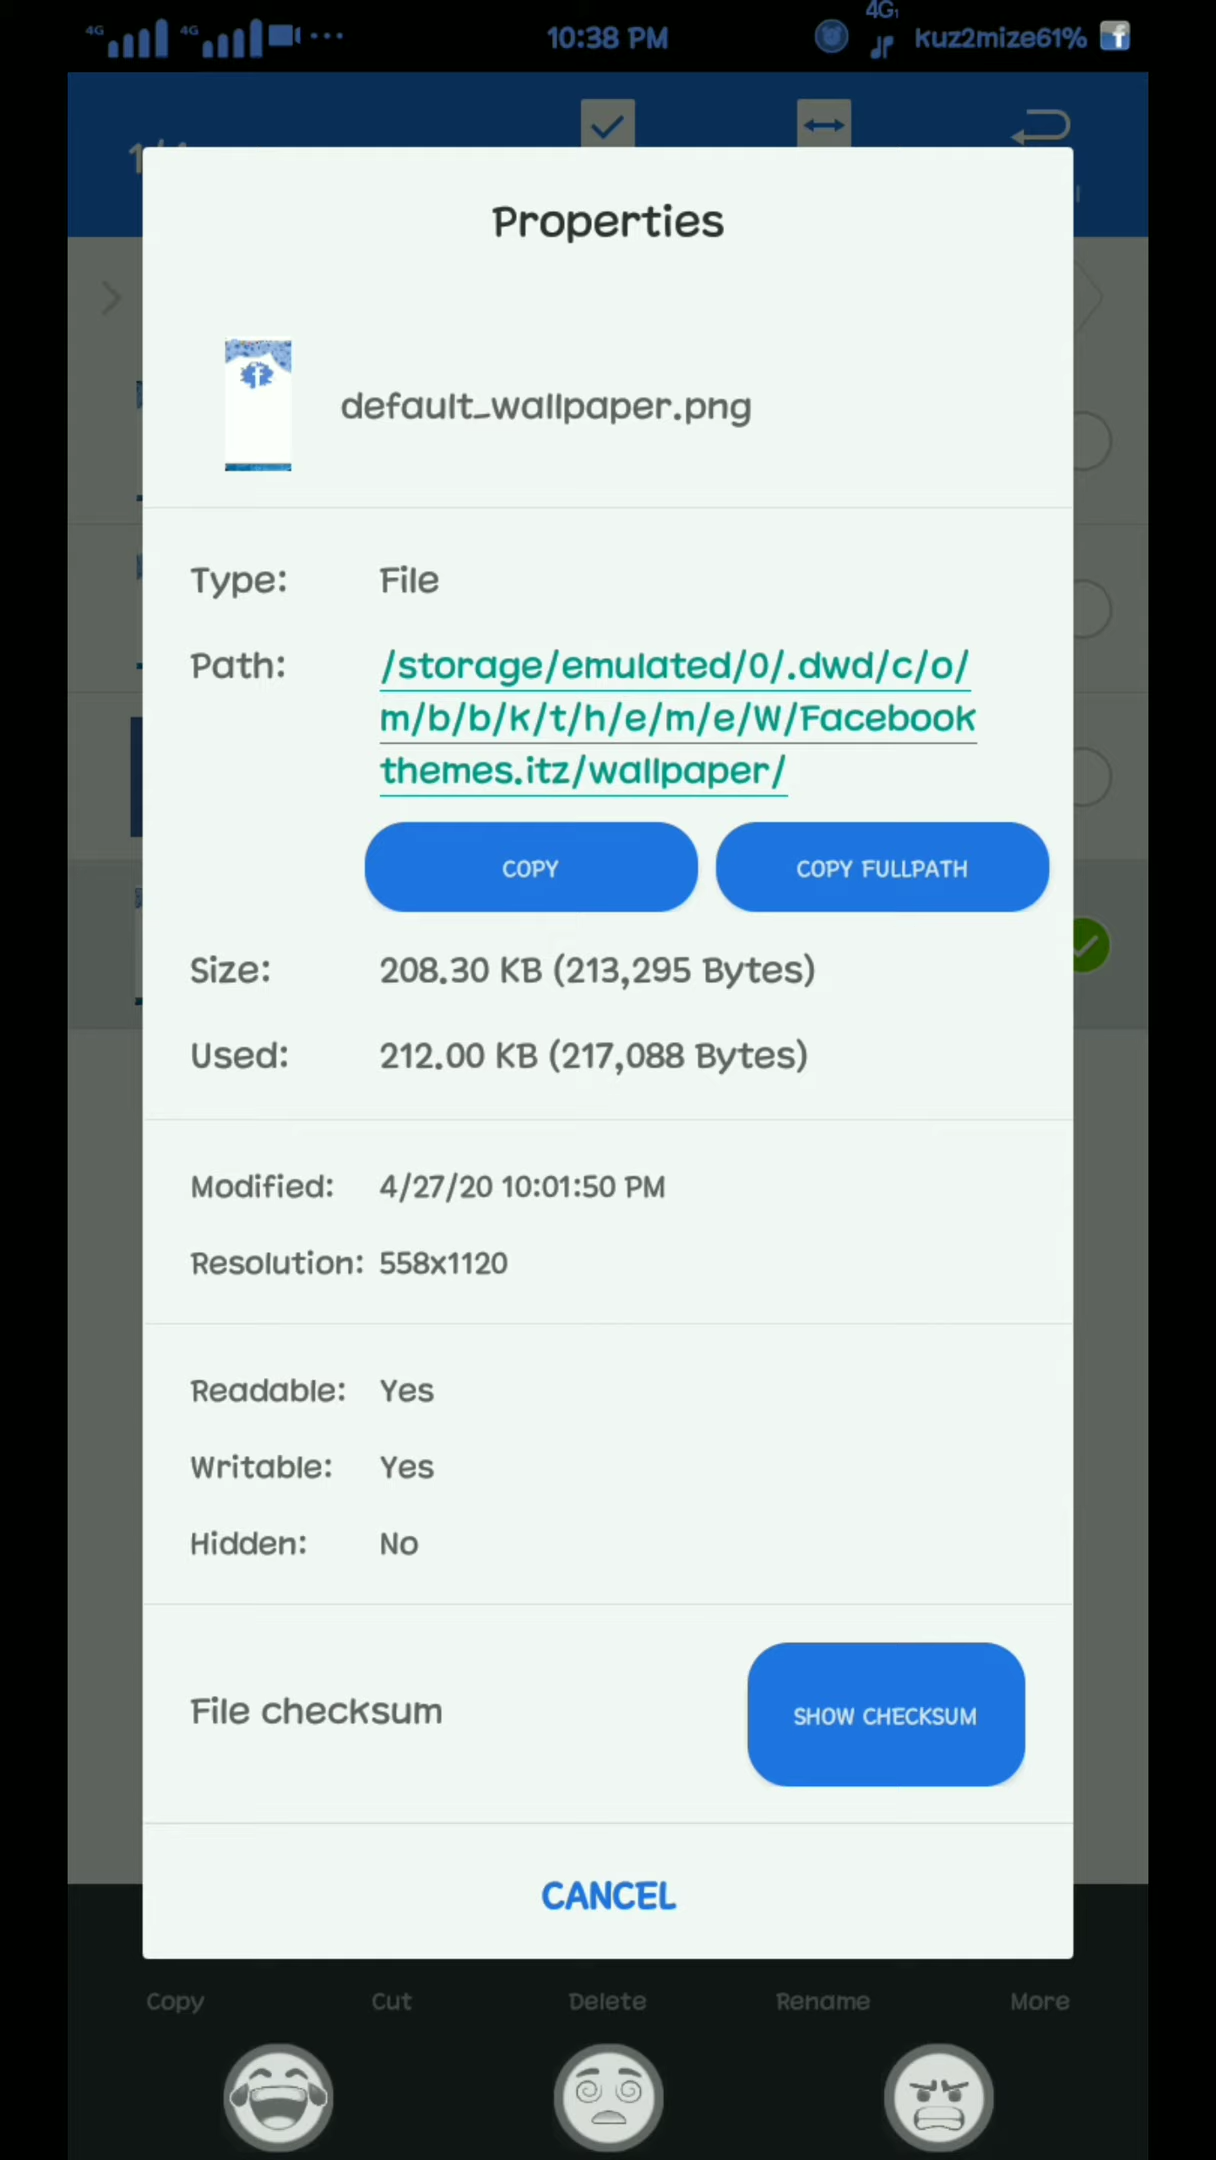 4G 4G 10:38 PM 4G1 kuz2mize61%
Properties
default_wallpaper.png
Type: File
Path: /storage/emulated/0/.dwd/c/o/
m/b/b/k/t/h/e/m/e/W/Facebook
themes.itz/wallpaper/
COPY COPY FULLPATH
Size: 208.30 KB (213,295 Bytes)
Used: 212.00 KB (217,088 Bytes)
Modified: 4/27/20 10:01:50 PM
Resolution: 558x1120
Readable: Yes
Writable: Yes
Hidden: No
File checksum SHOW CHECKSUM
CANCEL
Copy Cut Delete Rename More